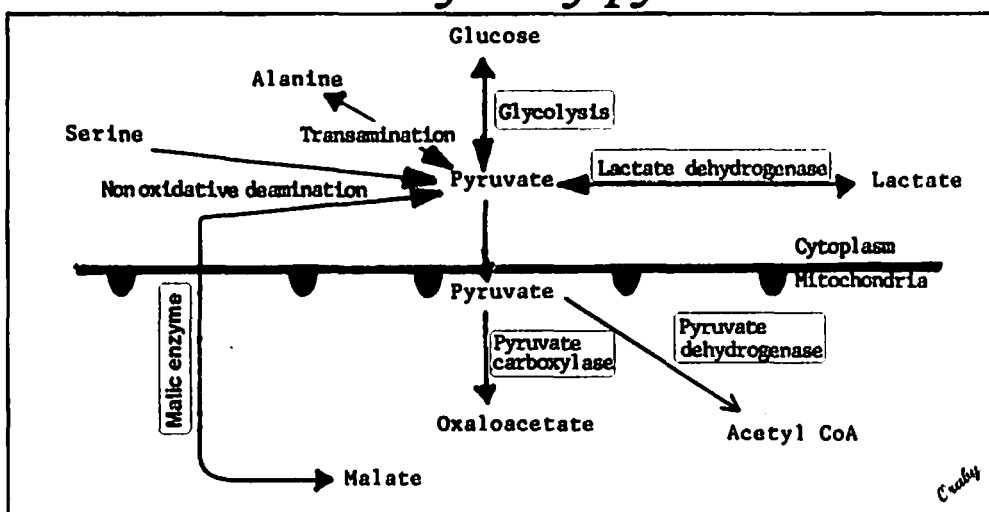 Glucose
Alanine
Glycolysis
Serine
Transamination
Lactate dehydrogenase
Pyruvate
Lactate
Non oxidative deamination
Cytoplasm
Mitochondria
Pyruvate
Malic enzyme
Pyruvate
carboxylase
Pyruvate
dehydrogenase
Oxaloacetate
Acetyl CoA
Malate